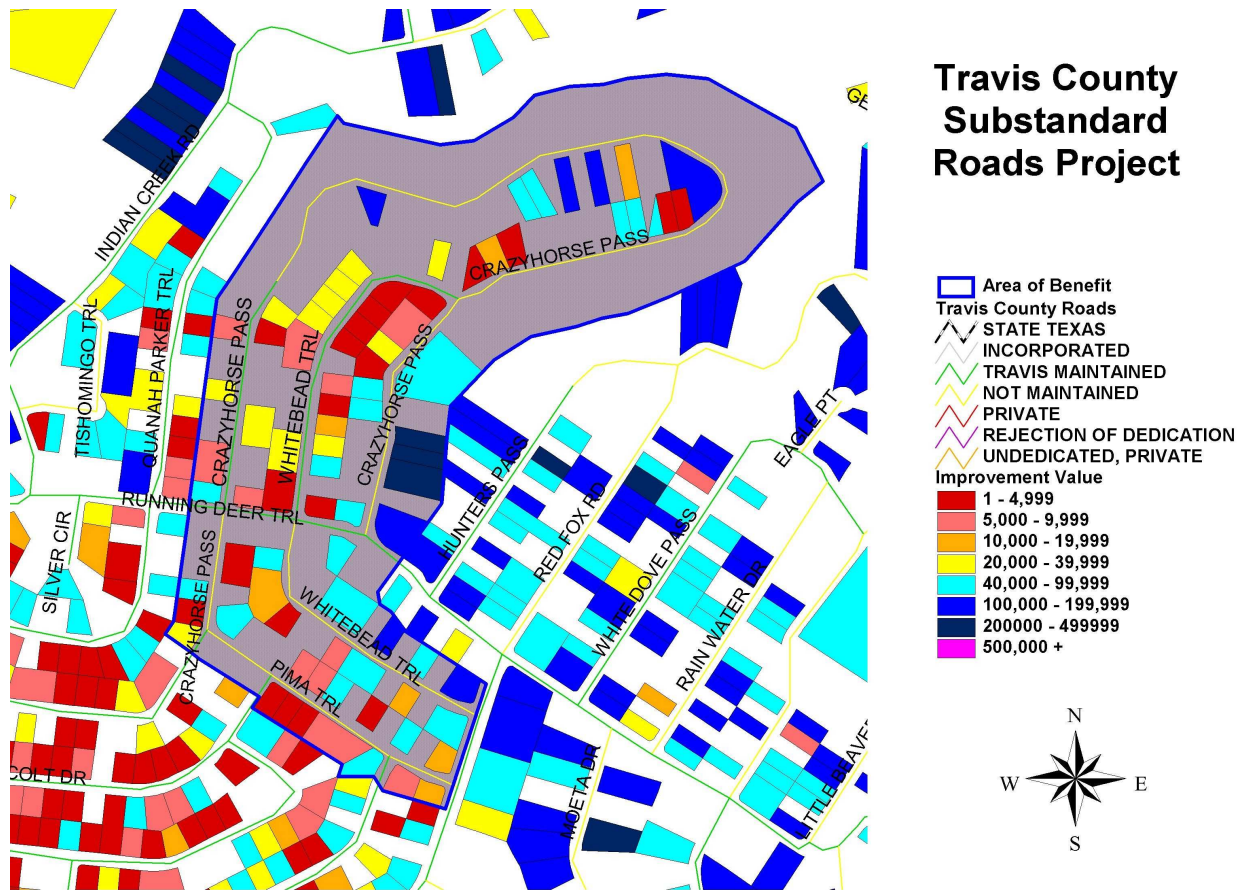 Travis County
Substandard
Roads Project
Area of Benefit
Travis County Roads
STATE TEXAS
INCORPORATED
TRAVIS MAINTAINED
NOT MAINTAINED
PRIVATE
REJECTION OF DEDICATION
UNDEDICATED, PRIVATE
Improvement Value
1 - 4,999
5,000 - 9,999
10,000 - 19,999
20,000 - 39,999
40,000 - 99,999
100,000 - 199,999
200000 - 499999
500,000 +
N
W
E
S
GE
INDIAN CREEK RD
CRAZYHORSE PASS
TISHOMINGO TRL
QUANAH PARKER TRL
CRAZYHORSE PASS
WHITEBEAD TRL
CRAZYHORSE PASS
EAGLE PT
HUNTERS PASS
RED FOX RD
RUNNING DEER TRL
SILVER CIR
CRAZYHORSE PASS
WHITEBEAD TRL
WHITE DOVE PASS
RAIN WATER DR
CRAZYHORSE PASS
PIMA TRL
COLT DR
MOETA DR
LITTLE BEAVER